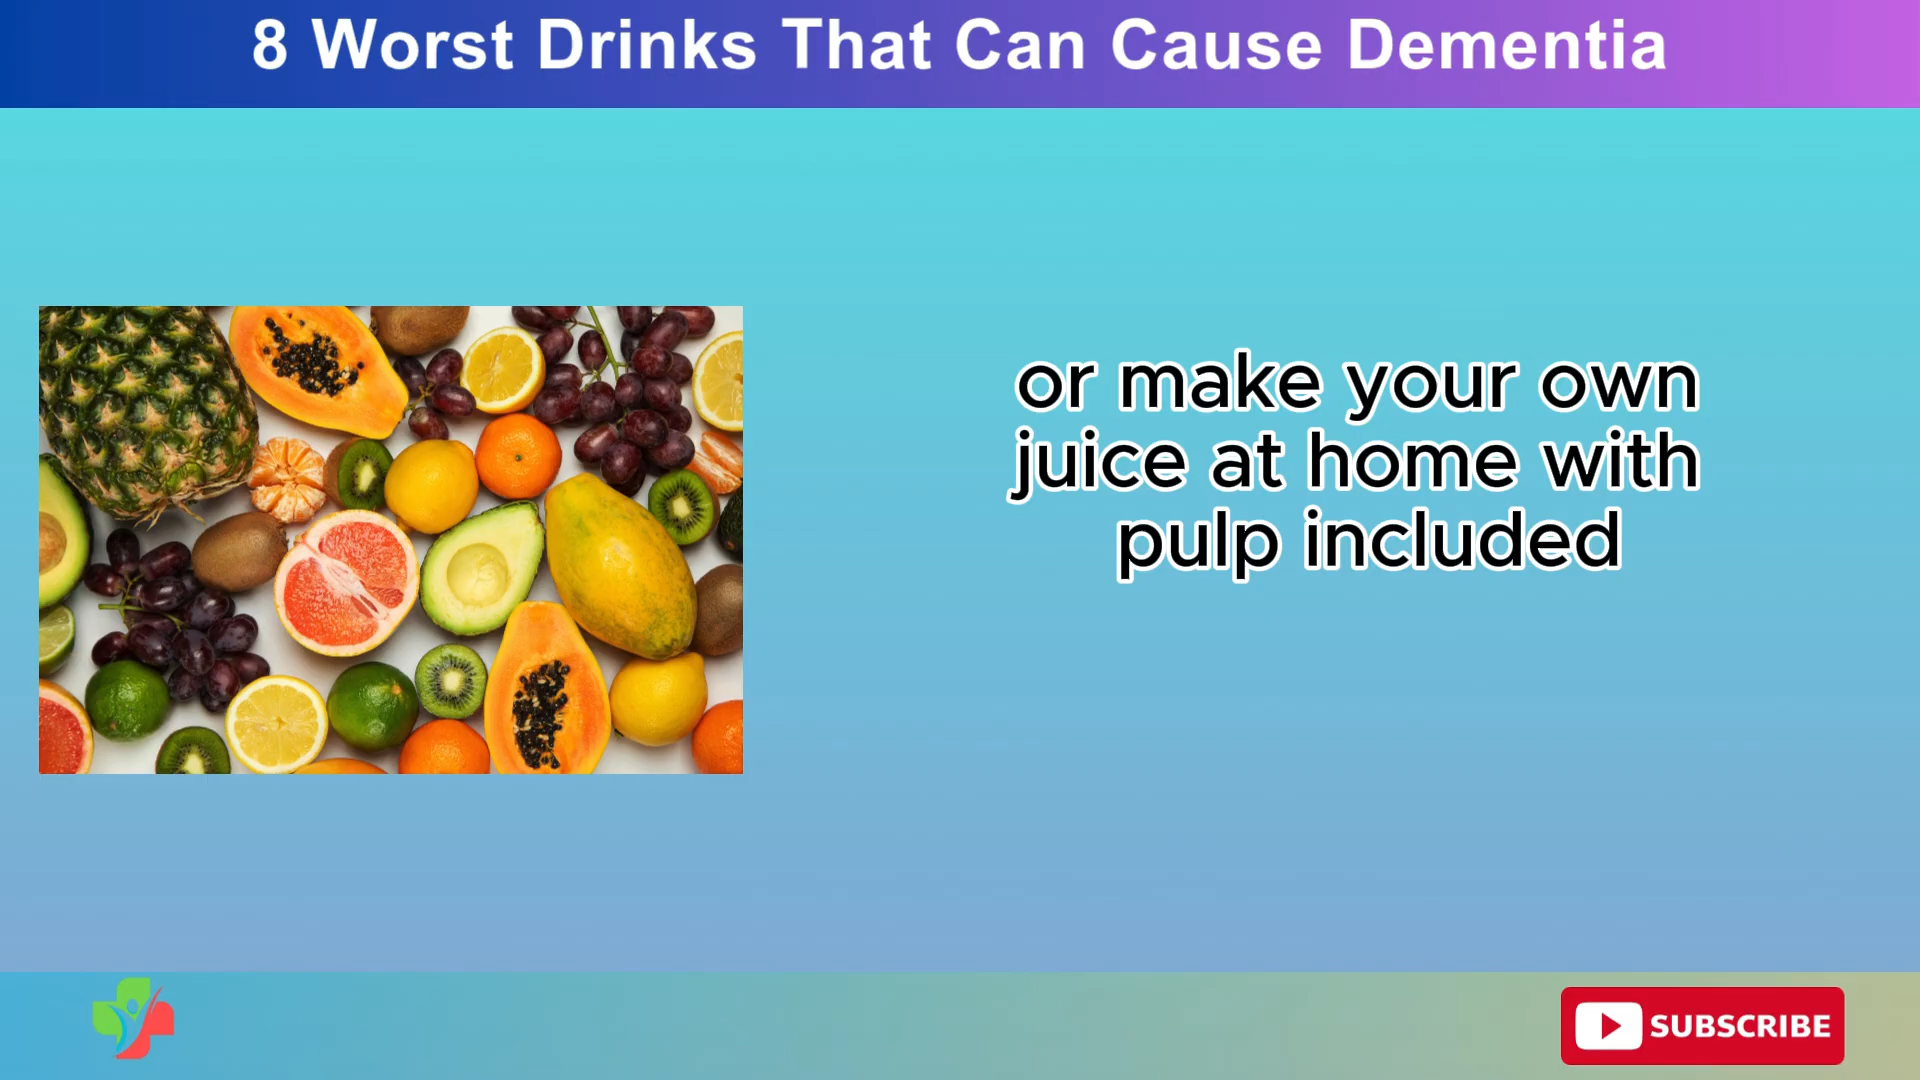 8 Worst Drinks That Can Cause Dementia
or make your own
juice at home with
pulp included
SUBSCRIBE